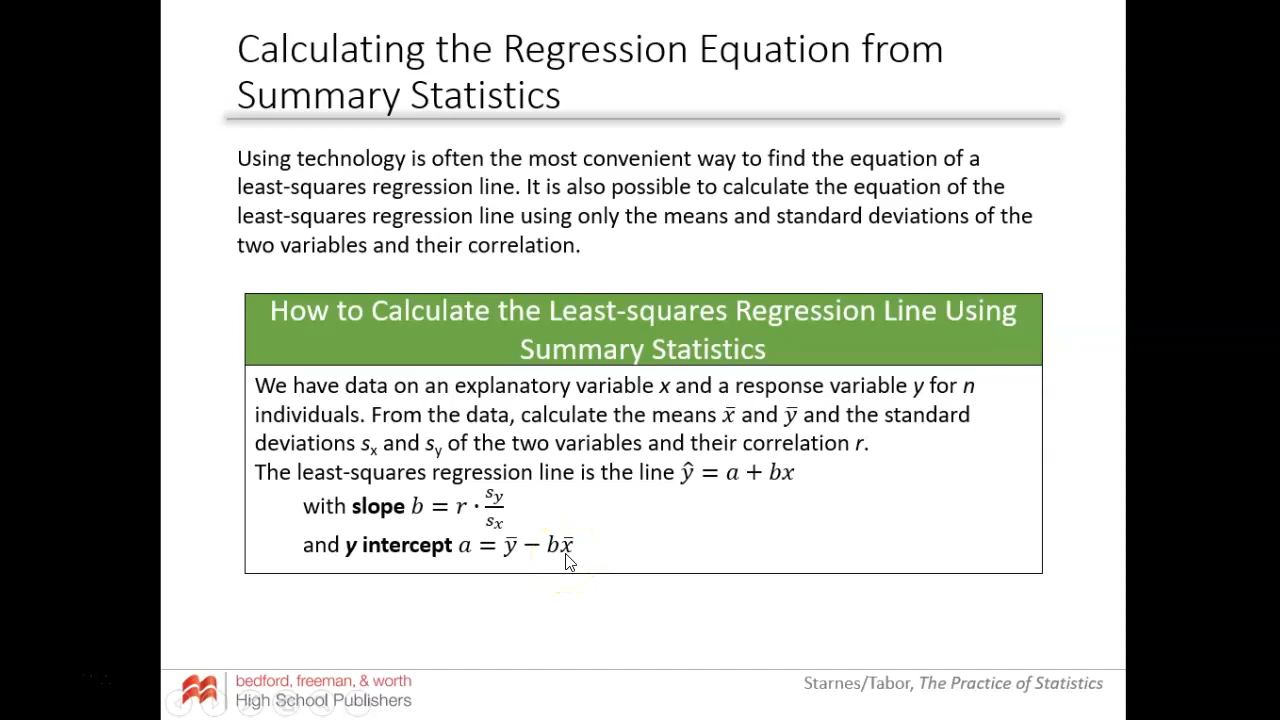 Calculating the Regression Equation from
Summary Statistics
Using technology is often the most convenient way to find the equation of a
least-squares regression line. It is also possible to calculate the equation of the
least-squares regression line using only the means and standard deviations of the
two variables and their correlation.
How to Calculate the Least-squares Regression Line Using
Summary Statistics
We have data on an explanatory variable x and a response variable y for n
individuals. From the data, calculate the means x̄ and ȳ and the standard
deviations sₓ and s_y of the two variables and their correlation r.
The least-squares regression line is the line ŷ = a + bx
with slope b = r · s_y/s_x
and y intercept a = ȳ − bx̄
bedford, freeman, & worth
High School Publishers
Starnes/Tabor, The Practice of Statistics